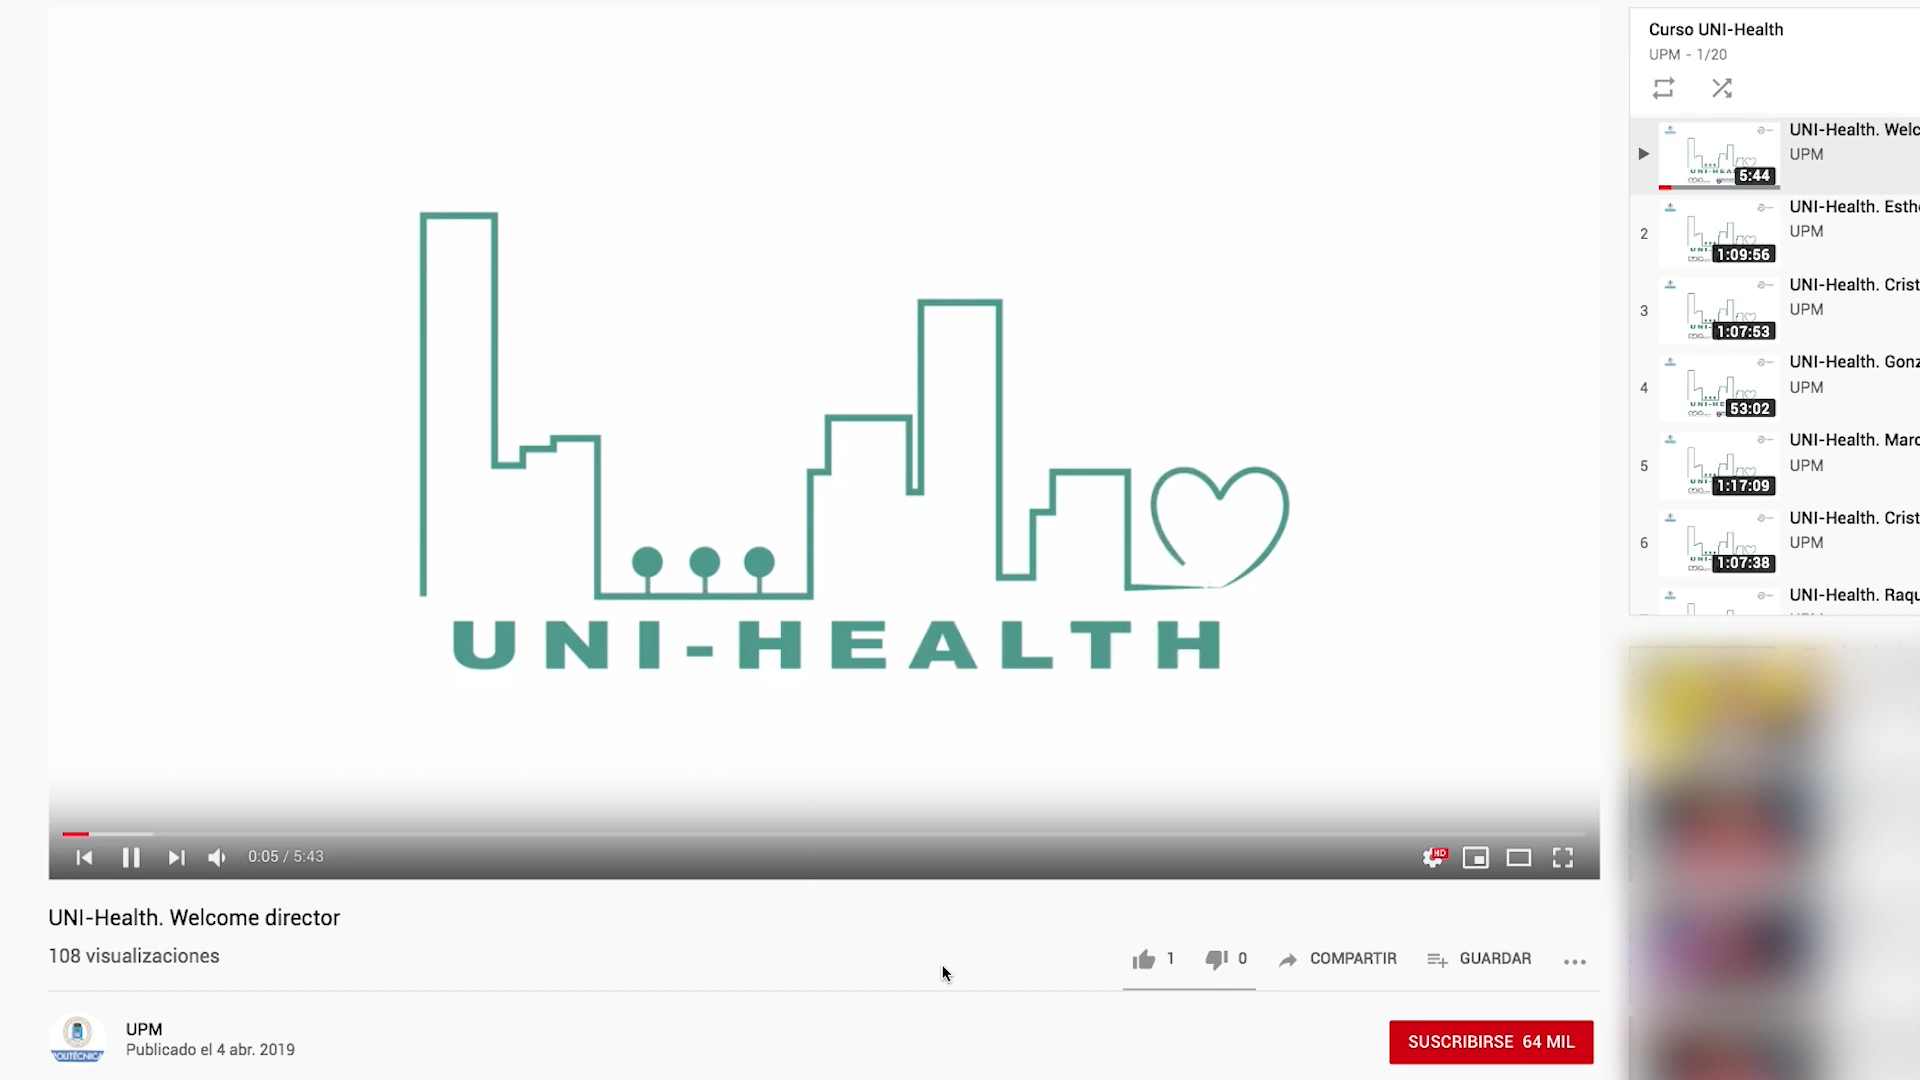 UNI-HEALTH
0:05 / 5:43
HD
UNI-Health. Welcome director
108 visualizaciones
1
0
COMPARTIR
GUARDAR
UPM
Publicado el 4 abr. 2019
SUSCRIBIRSE 64 MIL
POLITÉCNICA
Curso UNI-Health
UPM - 1/20
UNI-Health. Welc
UPM
5:44
2
UNI-Health. Esth
UPM
1:09:56
3
UNI-Health. Crist
UPM
1:07:53
4
UNI-Health. Gonz
UPM
53:02
5
UNI-Health. Marc
UPM
1:17:09
6
UNI-Health. Crist
UPM
1:07:38
UNI-Health. Raqu